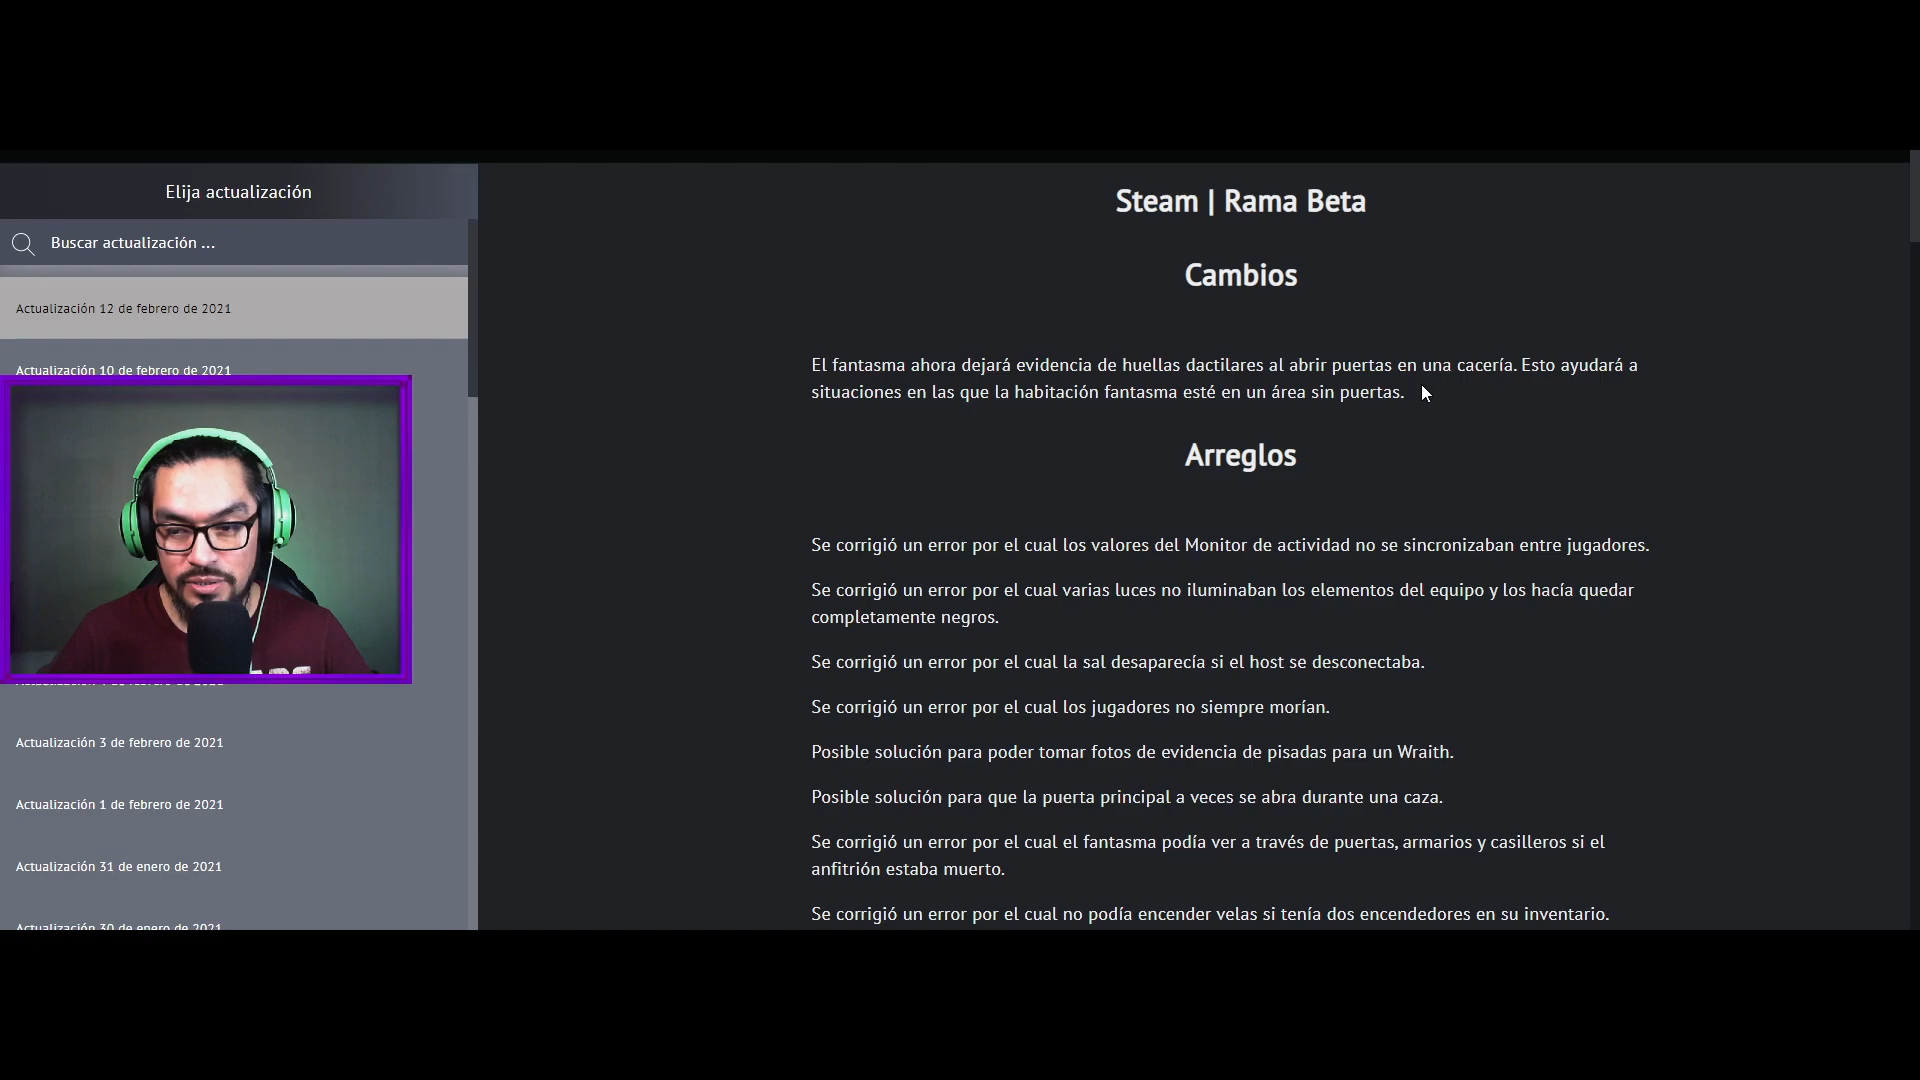 Elija actualización
Buscar actualización ...
Actualización 12 de febrero de 2021
Actualización 10 de febrero de 2021
Actualización 3 de febrero de 2021
Actualización 1 de febrero de 2021
Actualización 31 de enero de 2021
Actualización 30 de enero de 2021
Steam | Rama Beta
Cambios
El fantasma ahora dejará evidencia de huellas dactilares al abrir puertas en una cacería. Esto ayudará a
situaciones en las que la habitación fantasma esté en un área sin puertas.
Arreglos
Se corrigió un error por el cual los valores del Monitor de actividad no se sincronizaban entre jugadores.
Se corrigió un error por el cual varias luces no iluminaban los elementos del equipo y los hacía quedar
completamente negros.
Se corrigió un error por el cual la sal desaparecía si el host se desconectaba.
Se corrigió un error por el cual los jugadores no siempre morían.
Posible solución para poder tomar fotos de evidencia de pisadas para un Wraith.
Posible solución para que la puerta principal a veces se abra durante una caza.
Se corrigió un error por el cual el fantasma podía ver a través de puertas, armarios y casilleros si el
anfitrión estaba muerto.
Se corrigió un error por el cual no podía encender velas si tenía dos encendedores en su inventario.